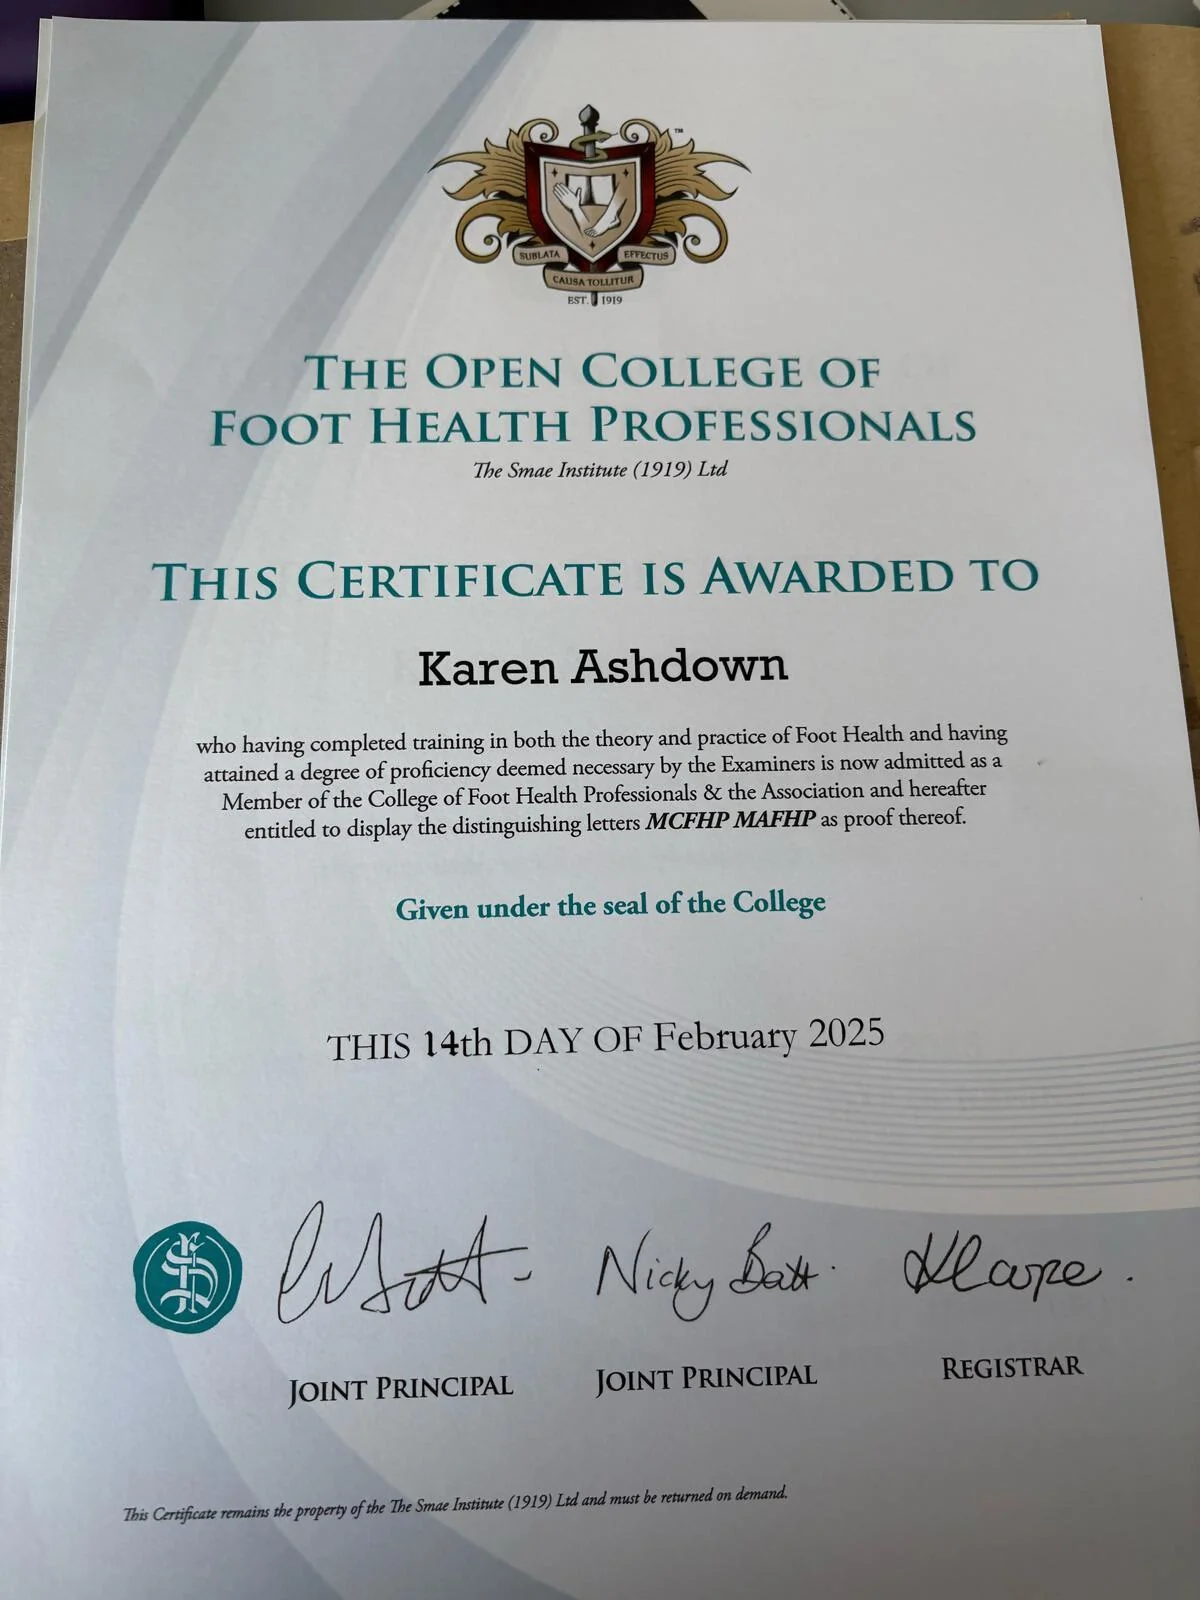 ™
SUBLATA EFFECTUS
CAUSA TOLLITUR
EST. 1919
THE OPEN COLLEGE OF
FOOT HEALTH PROFESSIONALS
The Smae Institute (1919) Ltd
THIS CERTIFICATE IS AWARDED TO
Karen Ashdown
who having completed training in both the theory and practice of Foot Health and having
attained a degree of proficiency deemed necessary by the Examiners is now admitted as a
Member of the College of Foot Health Professionals & the Association and hereafter
entitled to display the distinguishing letters MCFHP MAFHP as proof thereof.
Given under the seal of the College
THIS 14th DAY OF February 2025
Nicky Batt
JOINT PRINCIPAL JOINT PRINCIPAL REGISTRAR
This Certificate remains the property of the The Smae Institute (1919) Ltd and must be returned on demand.